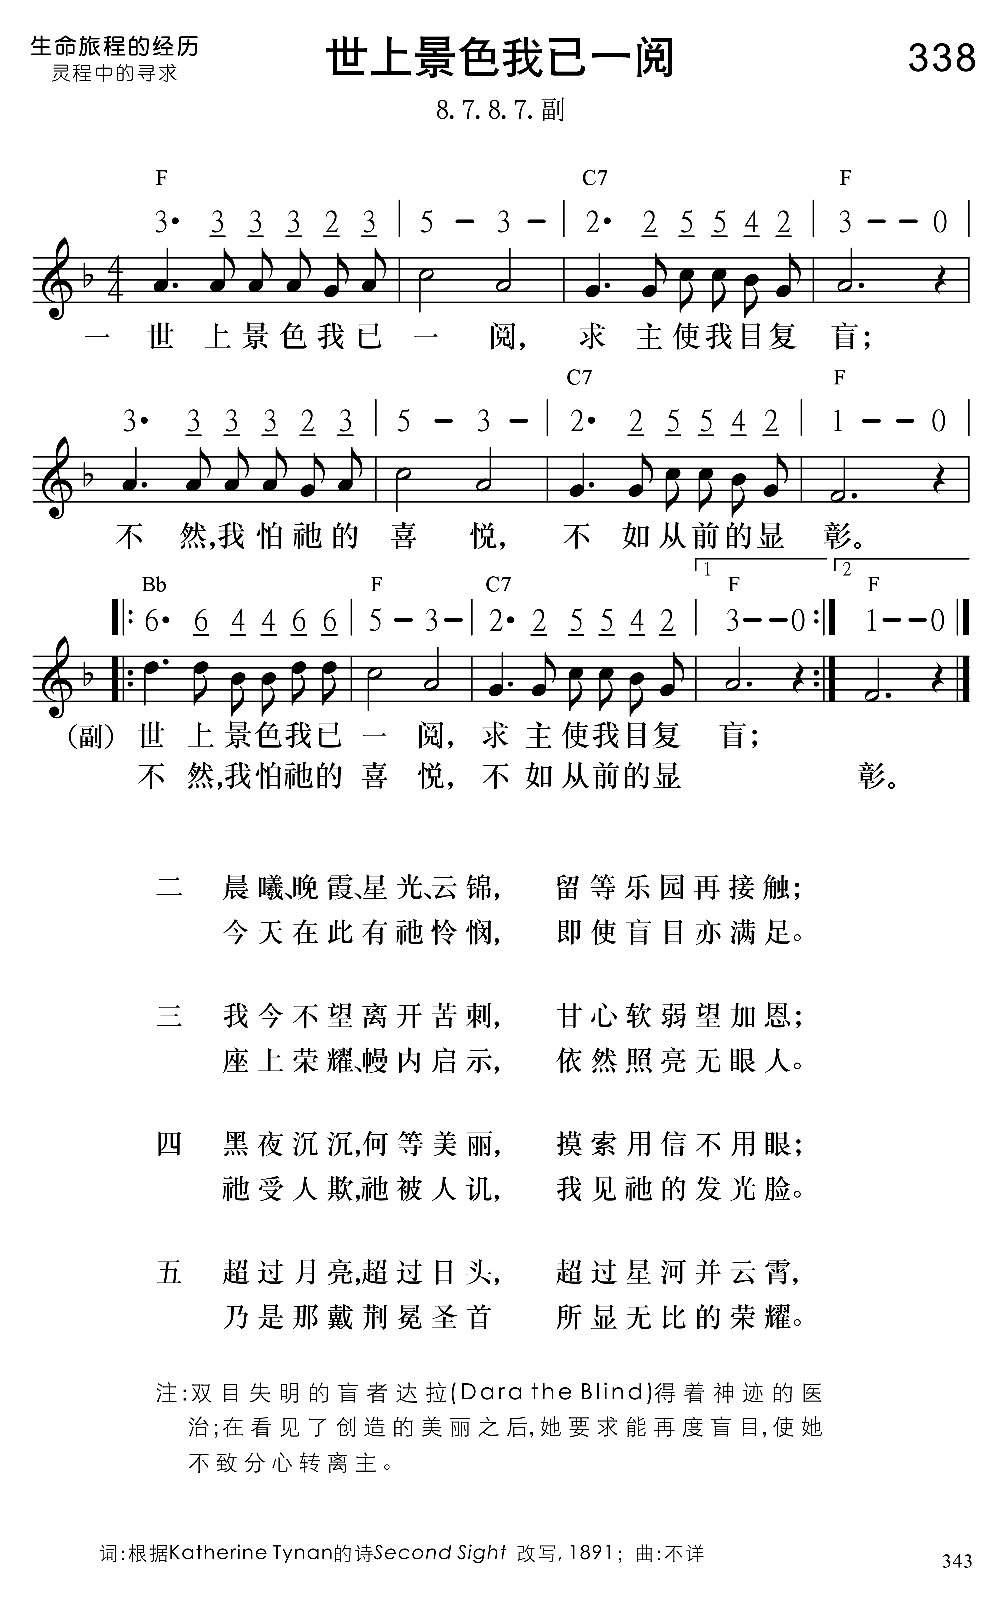 生命旅程的经历
灵程中的寻求
世上景色我已一阅
338
8.7.8.7.副
F C7 F
3· 3 3 3 2 3 | 5 - 3 - | 2· 2 5 5 4 2 | 3 - - 0 |
4
4
一 世上景色我已一阅，求主使我目复盲；
C7 F
3· 3 3 3 2 3 | 5 - 3 - | 2· 2 5 5 4 2 | 1 - - 0 |
不然,我怕祂的喜悦，不如从前的显彰。
1 2
Bb F C7 F F
6· 6 4 4 6 6 | 5 - 3 - | 2· 2 5 5 4 2 | 3 - - 0 :| 1 - - 0 ||
(副) 世上景色我已一阅，求主使我目复盲；
不然,我怕祂的喜悦，不如从前的显彰。
二 晨曦、晚霞、星光、云锦， 留等乐园再接触；
今天在此有祂怜悯， 即使盲目亦满足。
三 我今不望离开苦刺， 甘心软弱望加恩；
座上荣耀、幔内启示， 依然照亮无眼人。
四 黑夜沉沉,何等美丽， 摸索用信不用眼；
祂受人欺,祂被人讥， 我见祂的发光脸。
五 超过月亮,超过日头， 超过星河并云霄，
乃是那戴荆冕圣首 所显无比的荣耀。
注:双目失明的盲者达拉(Dara the Blind)得着神迹的医
治;在看见了创造的美丽之后,她要求能再度盲目,使她
不致分心转离主。
词:根据Katherine Tynan的诗Second Sight 改写, 1891; 曲:不详
343